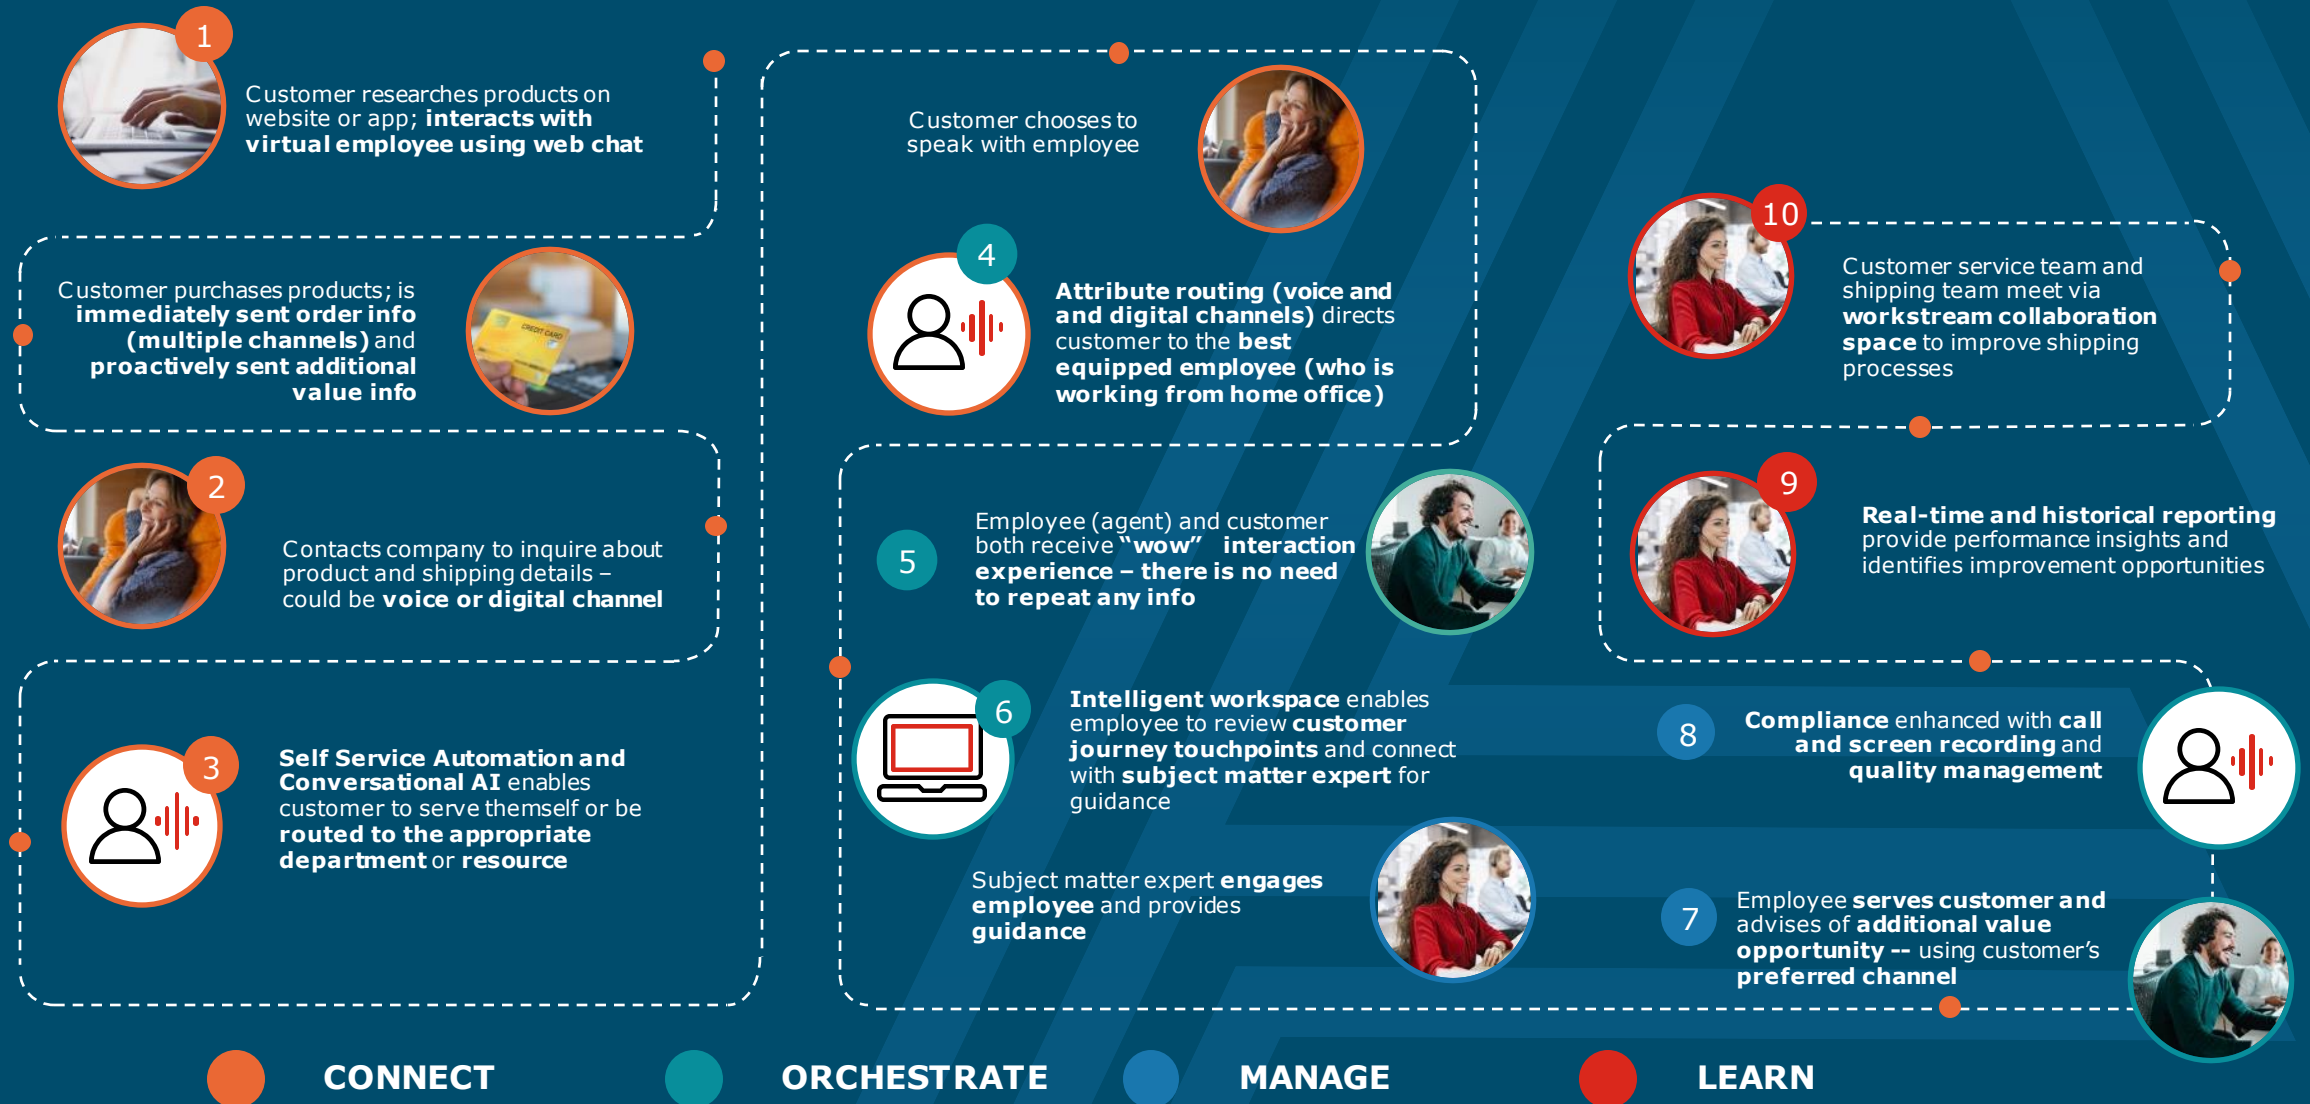 1
Customer researches products on
website or app; interacts with
virtual employee using web chat
Customer purchases products; is
immediately sent order info
(multiple channels) and
proactively sent additional
value info
CREDIT CARD
2
Contacts company to inquire about
product and shipping details –
could be voice or digital channel
3
Self Service Automation and
Conversational AI enables
customer to serve themself or be
routed to the appropriate
department or resource
Customer chooses to
speak with employee
4
Attribute routing (voice and
and digital channels) directs
customer to the best
equipped employee (who is
working from home office)
5
Employee (agent) and customer
both receive “wow” interaction
experience – there is no need
to repeat any info
6
Intelligent workspace enables
employee to review customer
journey touchpoints and connect
with subject matter expert for
guidance
Subject matter expert engages
employee and provides
guidance
7
Employee serves customer and
advises of additional value
opportunity -- using customer’s
preferred channel
8
Compliance enhanced with call
and screen recording and
quality management
9
Real-time and historical reporting
provide performance insights and
identifies improvement opportunities
10
Customer service team and
shipping team meet via
workstream collaboration
space to improve shipping
processes
CONNECT
ORCHESTRATE
MANAGE
LEARN